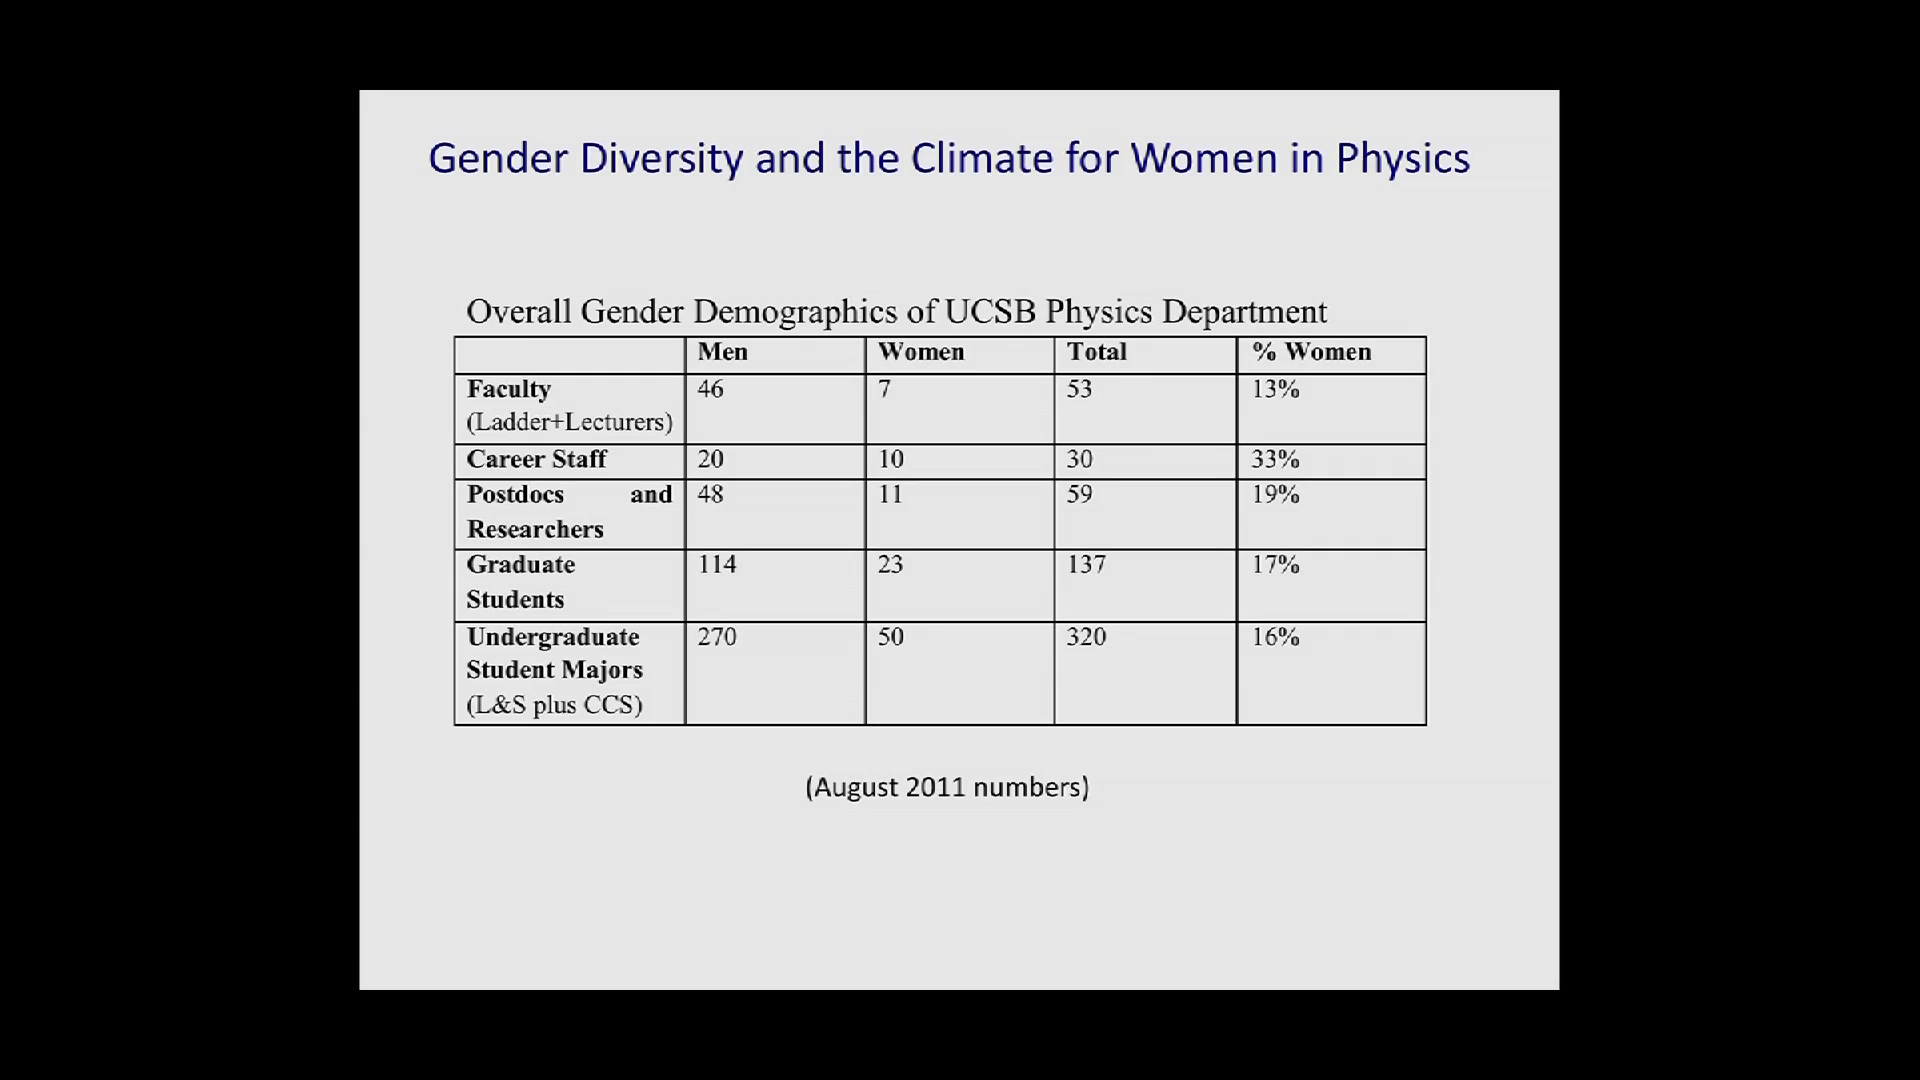 Gender Diversity and the Climate for Women in Physics
Overall Gender Demographics of UCSB Physics Department
Men Women Total % Women
Faculty 46 7 53 13%
(Ladder+Lecturers)
Career Staff 20 10 30 33%
Postdocs and 48 11 59 19%
Researchers
Graduate 114 23 137 17%
Students
Undergraduate 270 50 320 16%
Student Majors
(L&S plus CCS)
(August 2011 numbers)